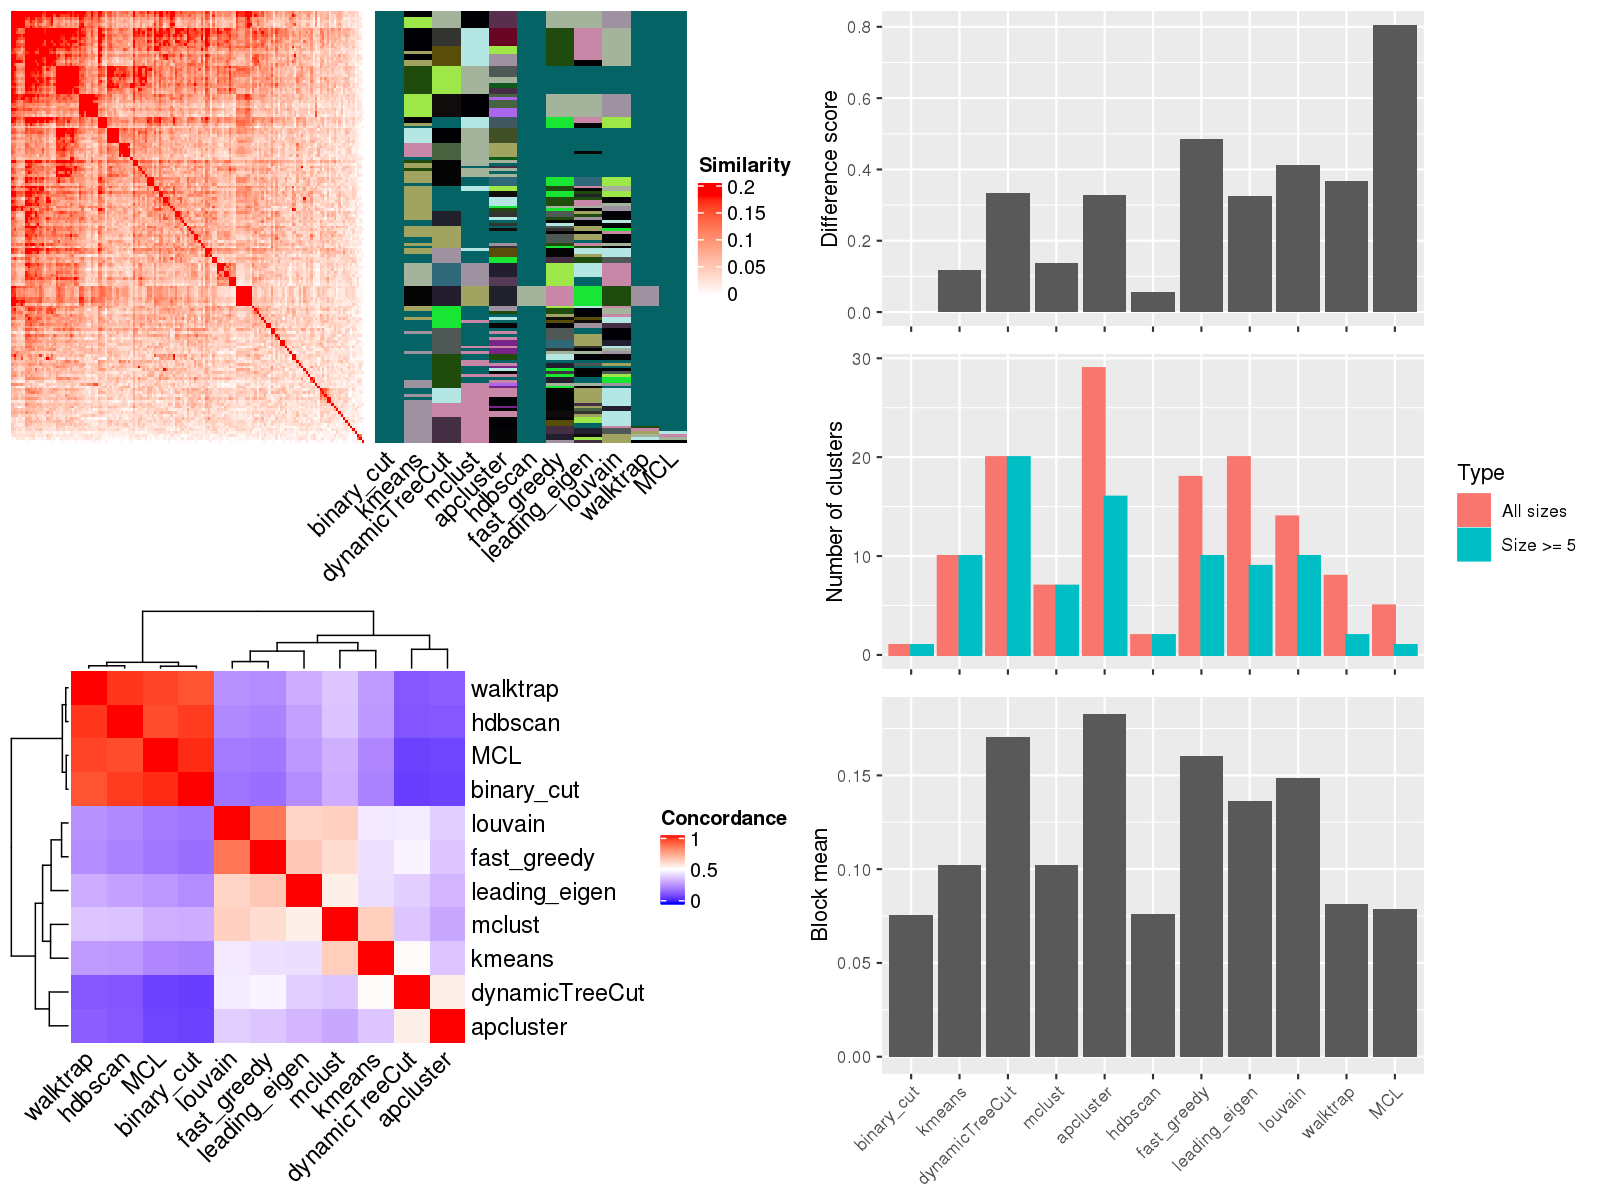 Similarity
0.2
0.15
0.1
0.05
0
binary_cut
kmeans
dynamicTreeCut
mclust
apcluster
hdbscan
fast_greedy
leading_eigen
louvain
walktrap
MCL
walktrap
hdbscan
MCL
binary_cut
louvain
fast_greedy
leading_eigen
mclust
kmeans
dynamicTreeCut
apcluster
Concordance
1
0.5
0
walktrap
hdbscan
MCL
binary_cut
louvain
fast_greedy
leading_eigen
mclust
kmeans
dynamicTreeCut
apcluster
Difference score
0.8
0.6
0.4
0.2
0.0
Number of clusters
30
20
10
0
Type
All sizes
Size >= 5
Block mean
0.15
0.10
0.05
0.00
binary_cut
kmeans
dynamicTreeCut
mclust
apcluster
hdbscan
fast_greedy
leading_eigen
louvain
walktrap
MCL